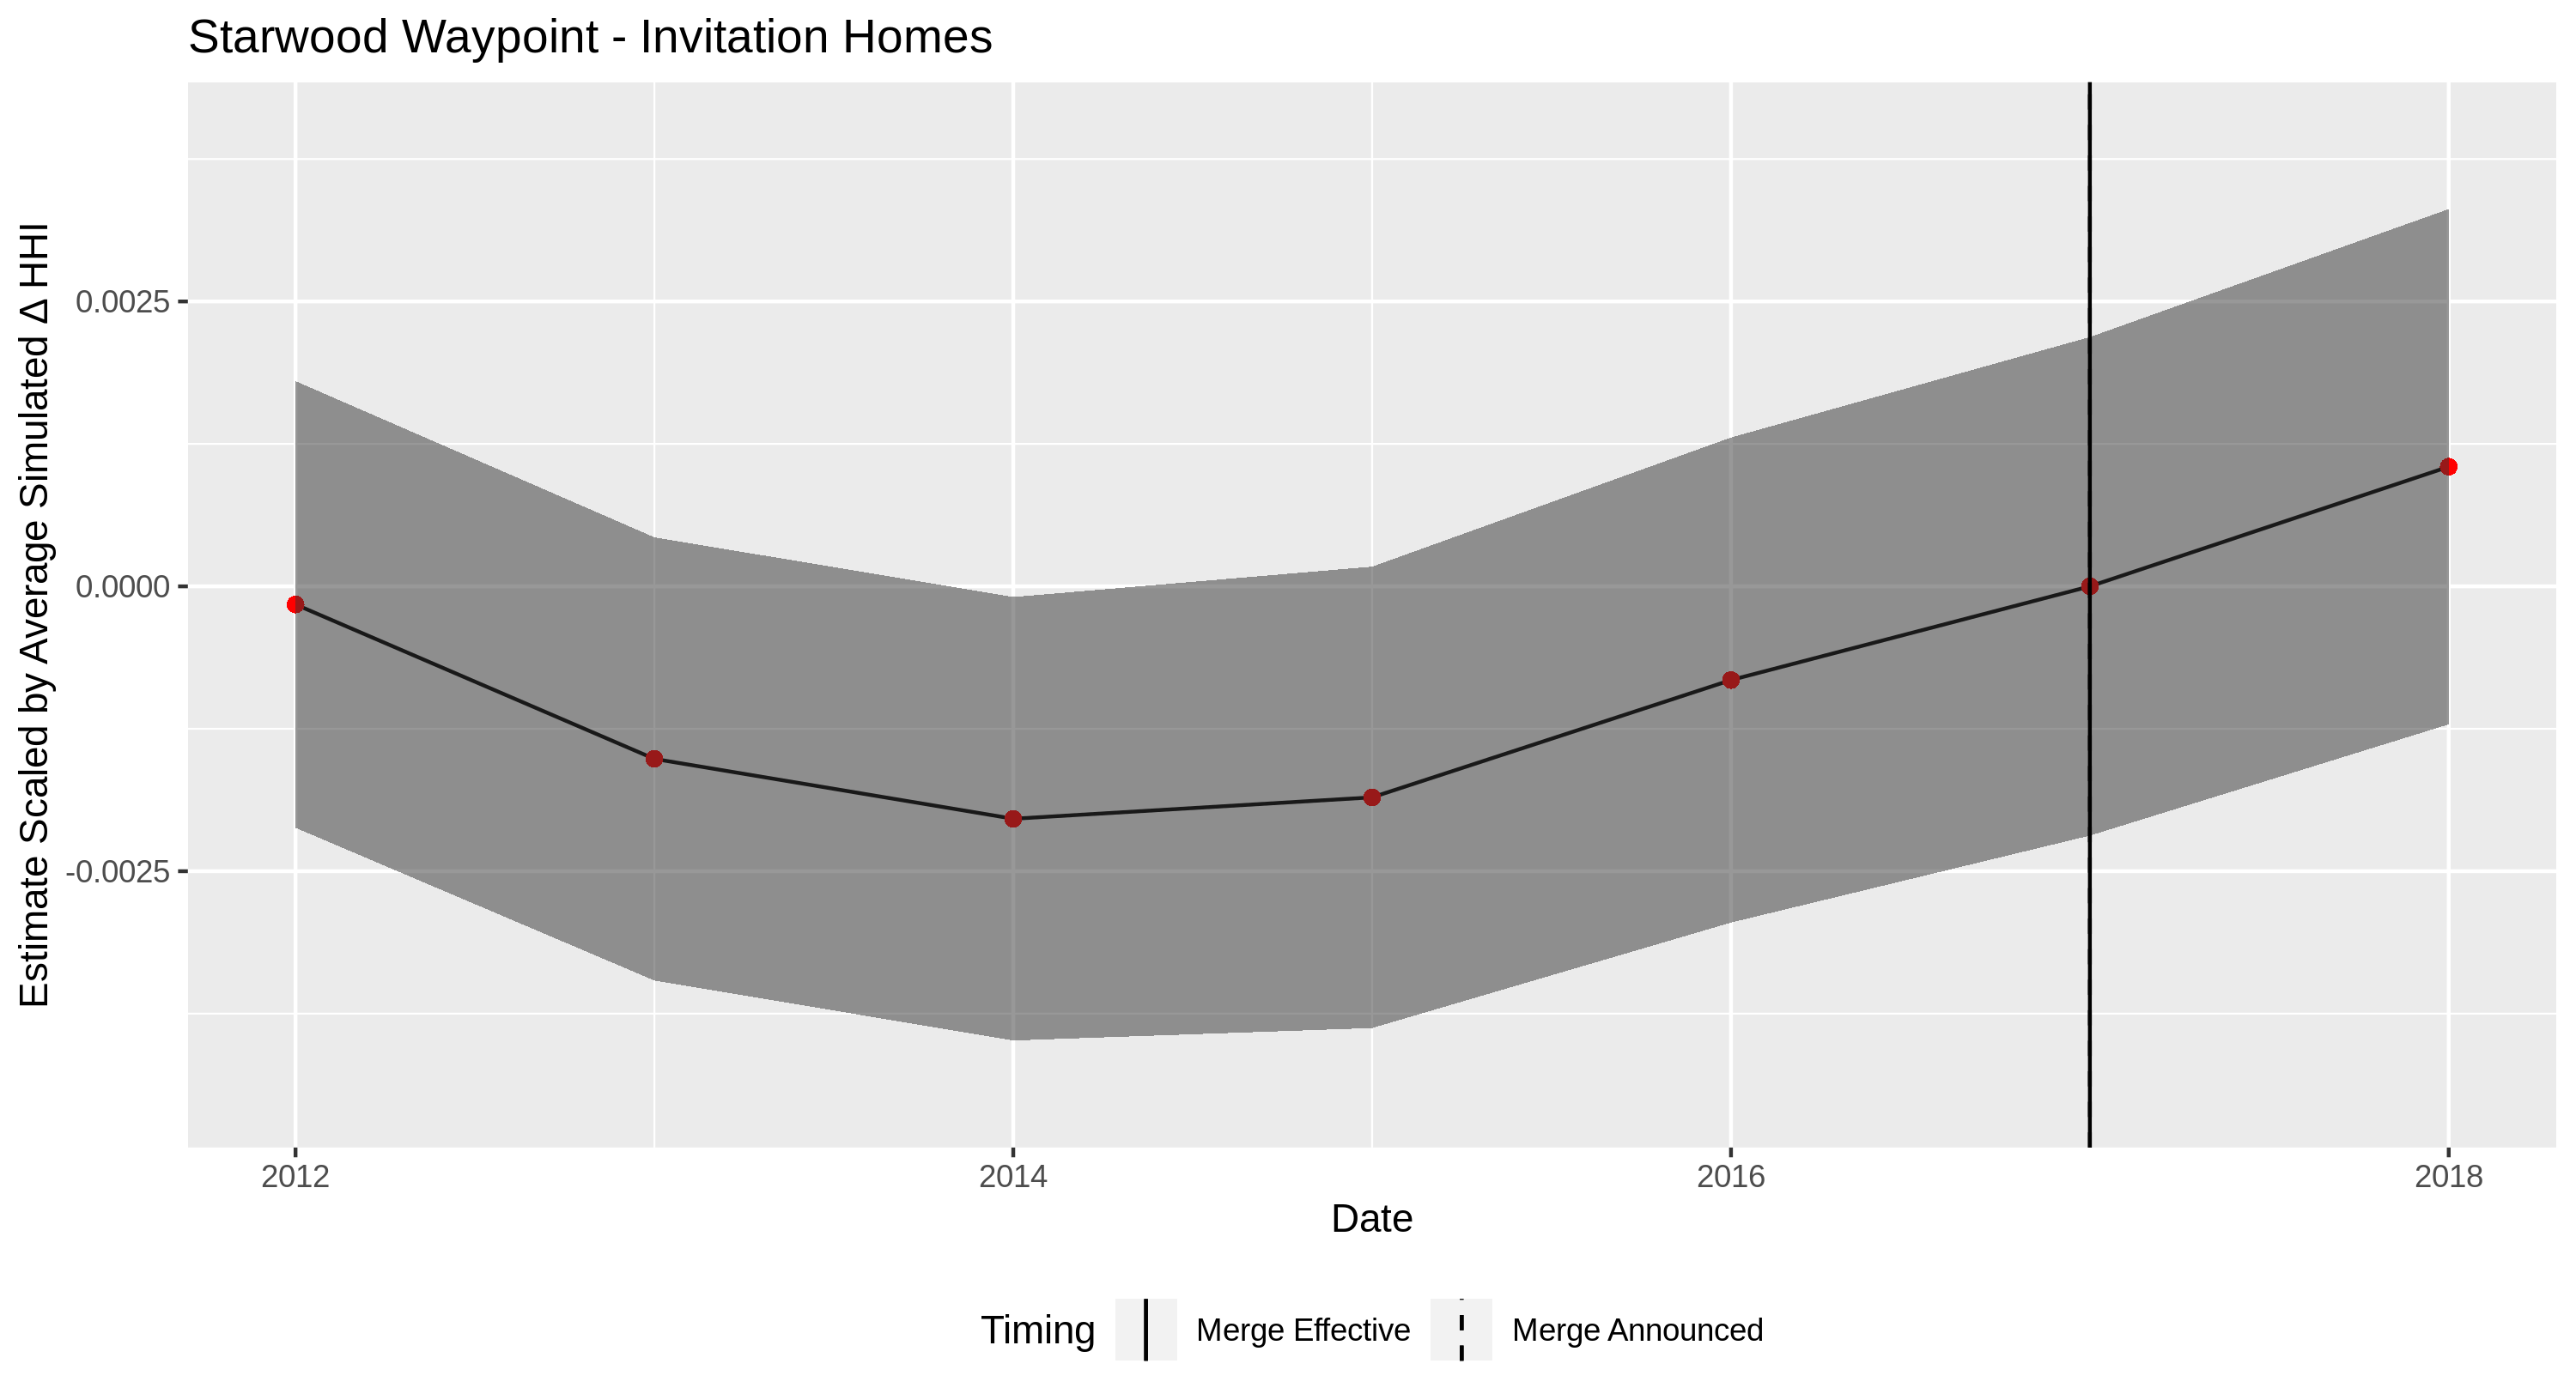 Starwood Waypoint - Invitation Homes
Estimate Scaled by Average Simulated Δ HHI
0.0025
0.0000
-0.0025
2012 2014 2016 2018
Date
Timing Merge Effective Merge Announced